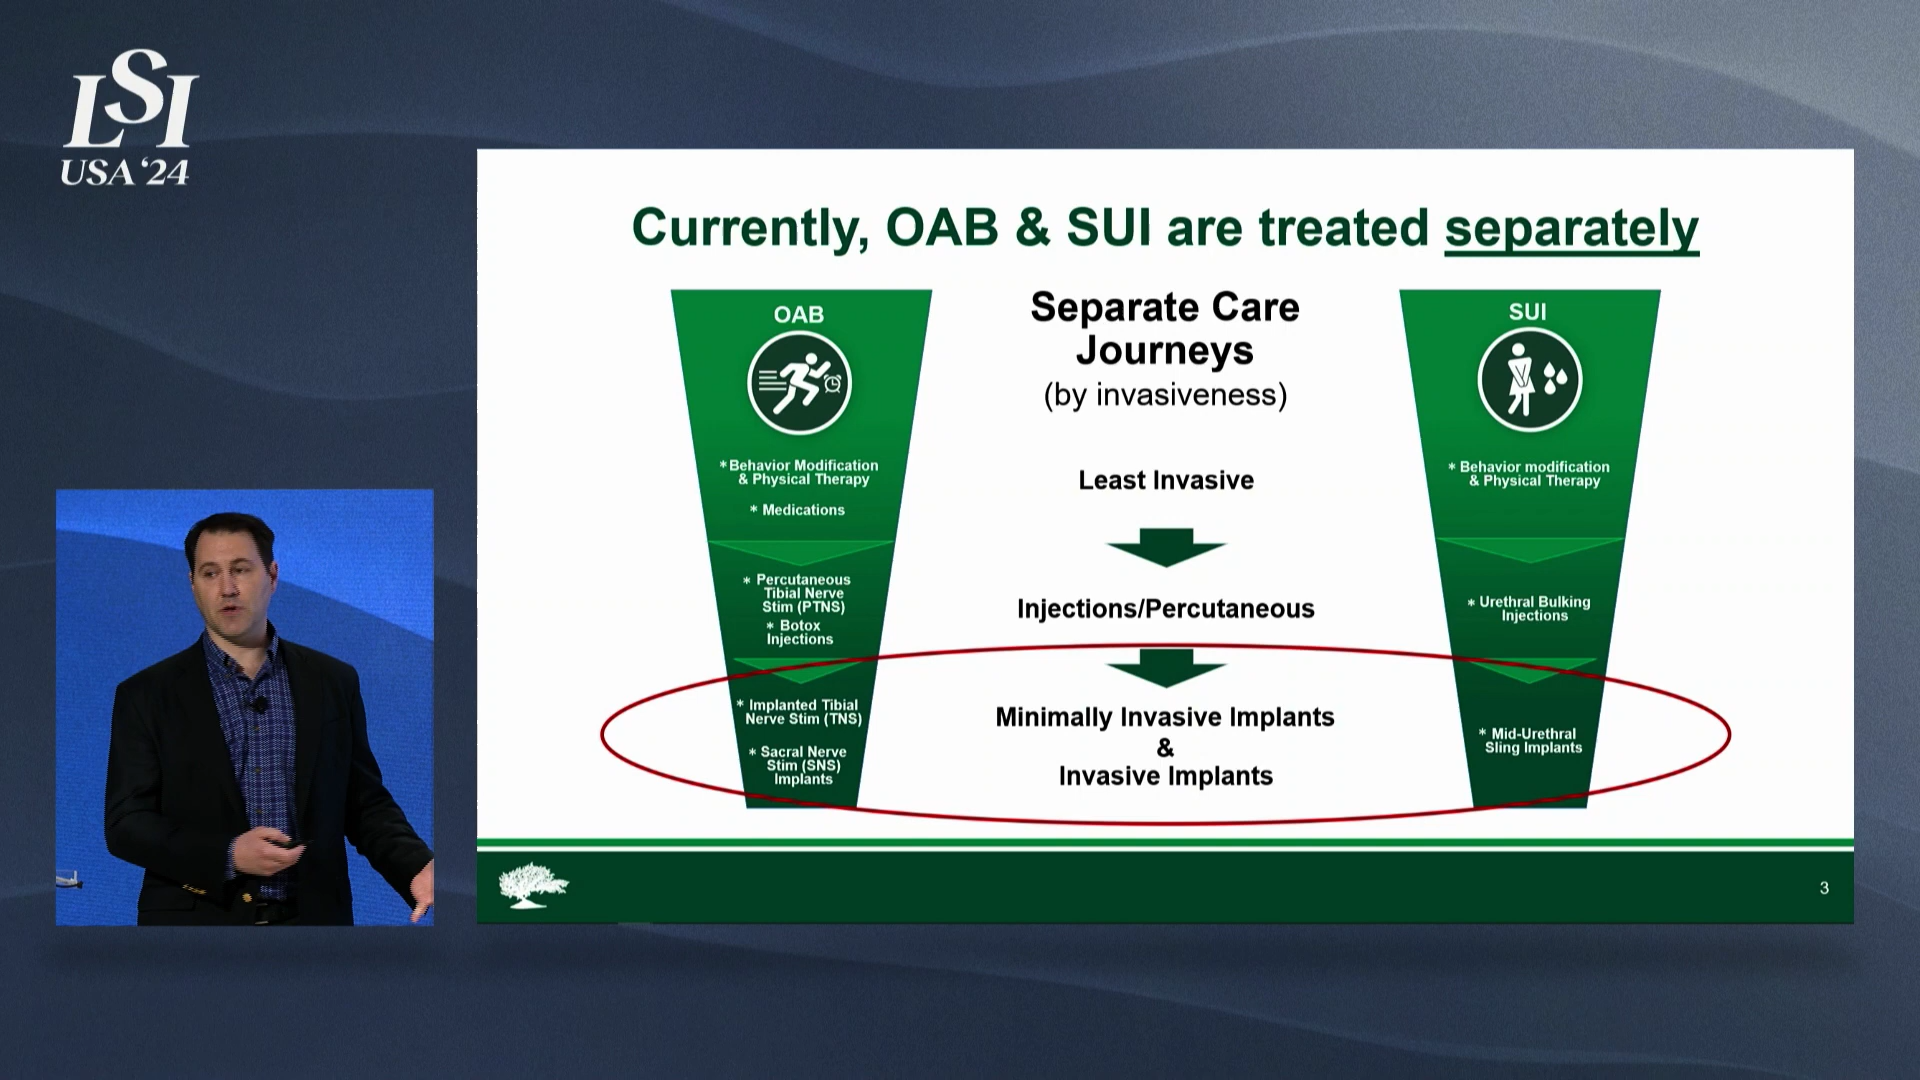 LSI
USA '24
Currently, OAB & SUI are treated separately
OAB
* Behavior Modification
& Physical Therapy
* Medications
* Percutaneous
Tibial Nerve
Stim (PTNS)
* Botox
Injections
* Implanted Tibial
Nerve Stim (TNS)
* Sacral Nerve
Stim (SNS)
Implants
Separate Care
Journeys
(by invasiveness)
Least Invasive
Injections/Percutaneous
Minimally Invasive Implants
&
Invasive Implants
SUI
* Behavior modification
& Physical Therapy
* Urethral Bulking
Injections
* Mid-Urethral
Sling Implants
3